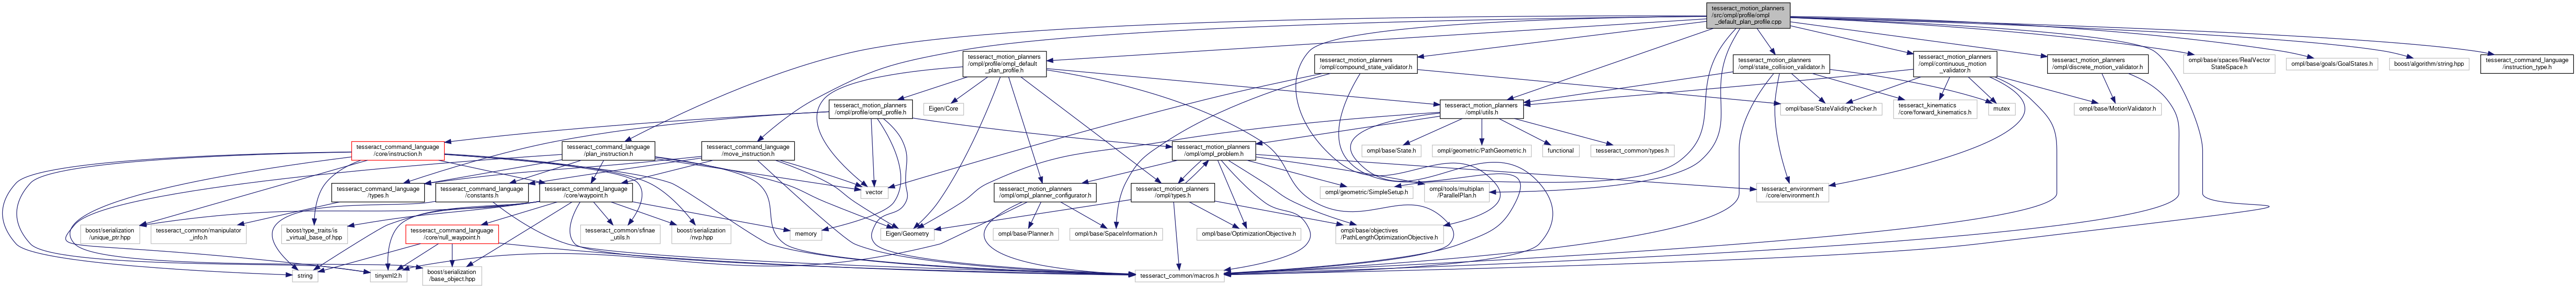 tesseract_motion_planners
/src/ompl/profile/ompl
_default_plan_profile.cpp
tesseract_motion_planners
/ompl/profile/ompl_default
_plan_profile.h
tesseract_motion_planners
/ompl/compound_state_validator.h
tesseract_motion_planners
/ompl/state_collision_validator.h
tesseract_motion_planners
/ompl/continuous_motion
_validator.h
tesseract_motion_planners
/ompl/discrete_motion_validator.h
ompl/base/spaces/RealVector
StateSpace.h
ompl/base/goals/GoalStates.h
boost/algorithm/string.hpp
tesseract_command_language
/instruction_type.h
tesseract_motion_planners
/ompl/profile/ompl_profile.h
Eigen/Core
tesseract_motion_planners
/ompl/utils.h
ompl/base/StateValidityChecker.h
tesseract_kinematics
/core/forward_kinematics.h
mutex
ompl/base/MotionValidator.h
tesseract_command_language
/core/instruction.h
tesseract_command_language
/plan_instruction.h
tesseract_command_language
/move_instruction.h
tesseract_motion_planners
/ompl/ompl_problem.h
ompl/base/State.h
ompl/geometric/PathGeometric.h
functional
tesseract_common/types.h
tesseract_command_language
/types.h
tesseract_command_language
/constants.h
tesseract_command_language
/core/waypoint.h
vector
tesseract_motion_planners
/ompl/ompl_planner_configurator.h
tesseract_motion_planners
/ompl/types.h
ompl/geometric/SimpleSetup.h
ompl/tools/multiplan
/ParallelPlan.h
tesseract_environment
/core/environment.h
boost/serialization
/unique_ptr.hpp
tesseract_common/manipulator
_info.h
boost/type_traits/is
_virtual_base_of.hpp
tesseract_command_language
/core/null_waypoint.h
tesseract_common/sfinae
_utils.h
boost/serialization
/nvp.hpp
memory
Eigen/Geometry
ompl/base/Planner.h
ompl/base/SpaceInformation.h
ompl/base/OptimizationObjective.h
ompl/base/objectives
/PathLengthOptimizationObjective.h
string
tinyxml2.h
boost/serialization
/base_object.hpp
tesseract_common/macros.h